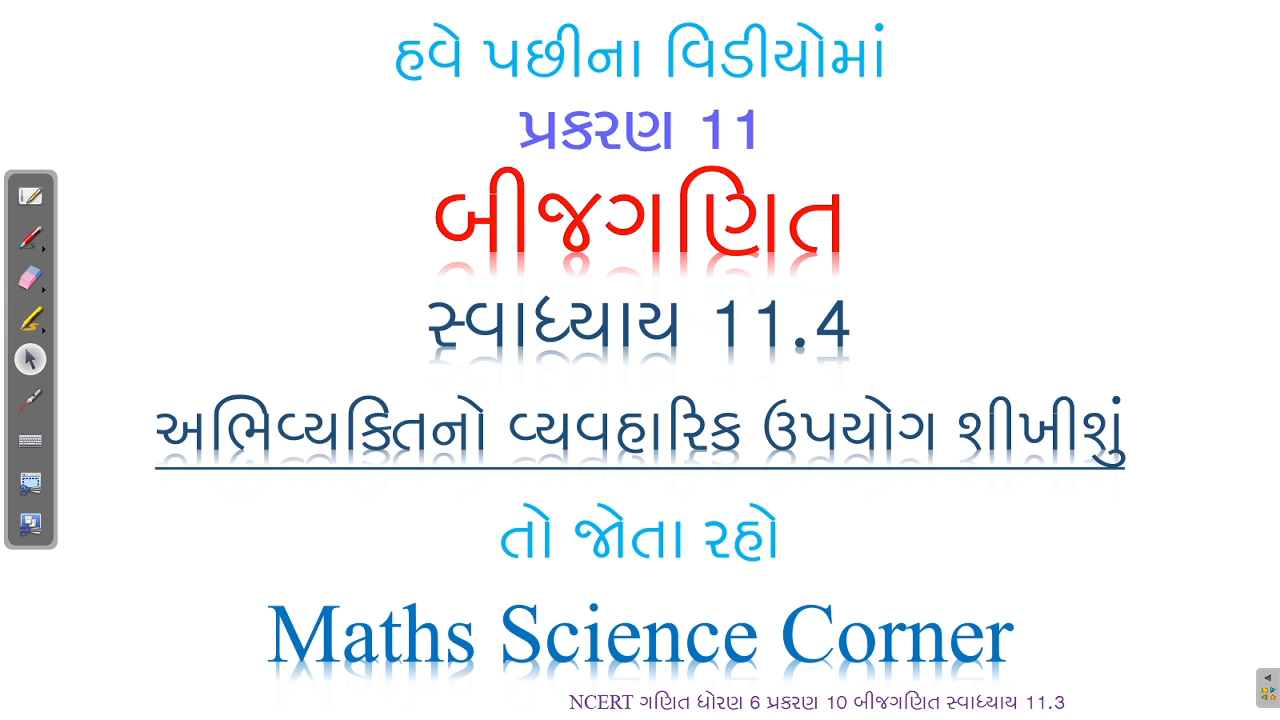 હવે પછીના વિડીયોમાં
પ્રકરણ 11
બીજગણિત
સ્વાધ્યાય 11.4
અભિવ્યક્તિનો વ્યવહારિક ઉપયોગ શીખીશું
તો જોતા રહો
Maths Science Corner
NCERT ગણિત ધોરણ 6 પ્રકરણ 10 બીજગણિત સ્વાધ્યાય 11.3